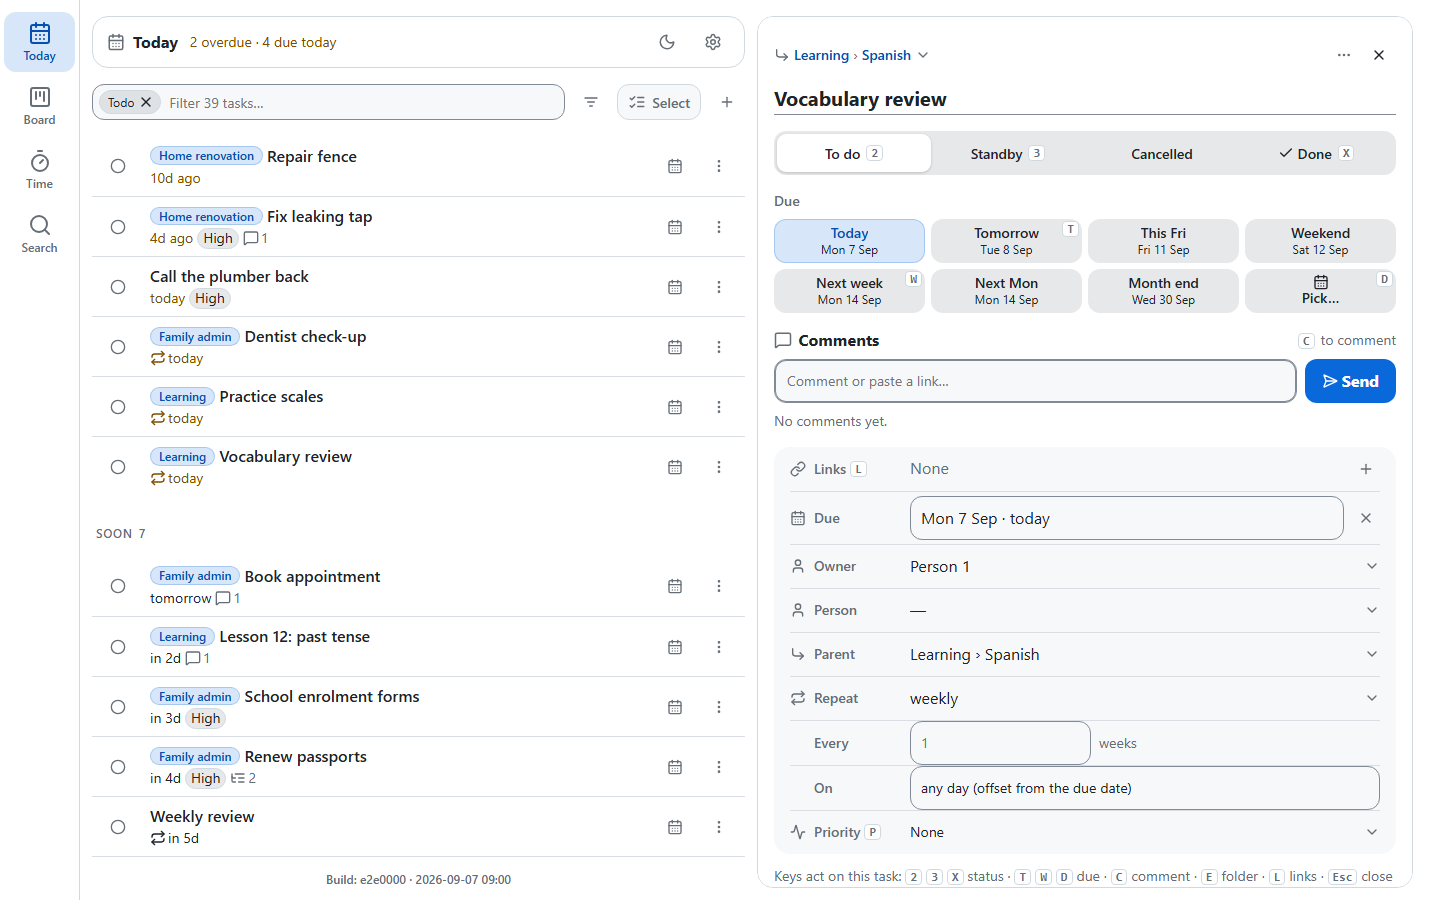 Today
Board
Time
Search
Today 2 overdue · 4 due today
Todo Filter 39 tasks...
Select
Home renovation Repair fence
10d ago
Home renovation Fix leaking tap
4d ago High 1
Call the plumber back
today High
Family admin Dentist check-up
today
Learning Practice scales
today
Learning Vocabulary review
today
SOON 7
Family admin Book appointment
tomorrow 1
Learning Lesson 12: past tense
in 2d 1
Family admin School enrolment forms
in 3d High
Family admin Renew passports
in 4d High 2
Weekly review
in 5d
Build: e2e0000 · 2026-09-07 09:00
Learning › Spanish
Vocabulary review
To do 2 Standby 3 Cancelled Done X
Due
Today
Mon 7 Sep
Tomorrow T
Tue 8 Sep
This Fri
Fri 11 Sep
Weekend
Sat 12 Sep
Next week W
Mon 14 Sep
Next Mon
Mon 14 Sep
Month end
Wed 30 Sep
Pick... D
Comments C to comment
Comment or paste a link... Send
No comments yet.
Links L None
Due Mon 7 Sep · today
Owner Person 1
Person —
Parent Learning › Spanish
Repeat weekly
Every 1 weeks
On any day (offset from the due date)
Priority P None
Keys act on this task: 2 3 X status · T W D due · C comment · E folder · L links · Esc close